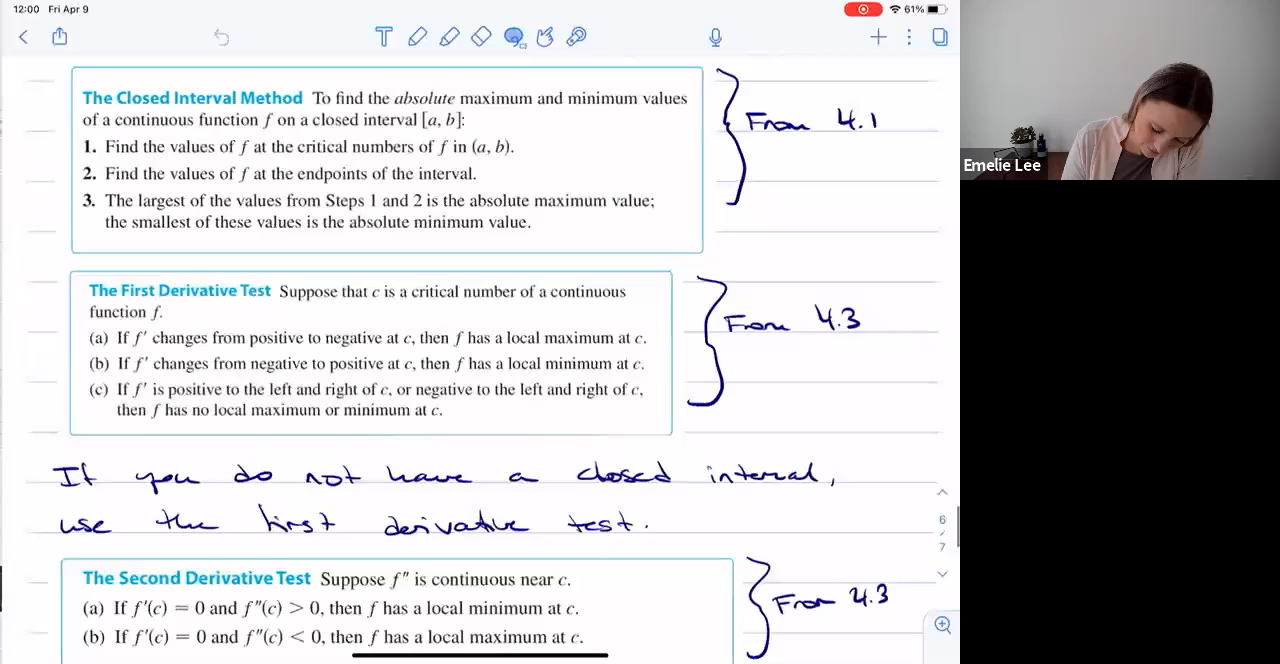 12:00 Fri Apr 9
61%
The Closed Interval Method To find the absolute maximum and minimum values
of a continuous function f on a closed interval [a, b]:
1. Find the values of f at the critical numbers of f in (a, b).
2. Find the values of f at the endpoints of the interval.
3. The largest of the values from Steps 1 and 2 is the absolute maximum value;
the smallest of these values is the absolute minimum value.
From 4.1
Emelie Lee
The First Derivative Test Suppose that c is a critical number of a continuous
function f.
(a) If f′ changes from positive to negative at c, then f has a local maximum at c.
(b) If f′ changes from negative to positive at c, then f has a local minimum at c.
(c) If f′ is positive to the left and right of c, or negative to the left and right of c,
then f has no local maximum or minimum at c.
From 4.3
If you do not have a closed interval,
use the first derivative test.
6
7
The Second Derivative Test Suppose f″ is continuous near c.
(a) If f′(c) = 0 and f″(c) > 0, then f has a local minimum at c.
(b) If f′(c) = 0 and f″(c) < 0, then f has a local maximum at c.
From 4.3